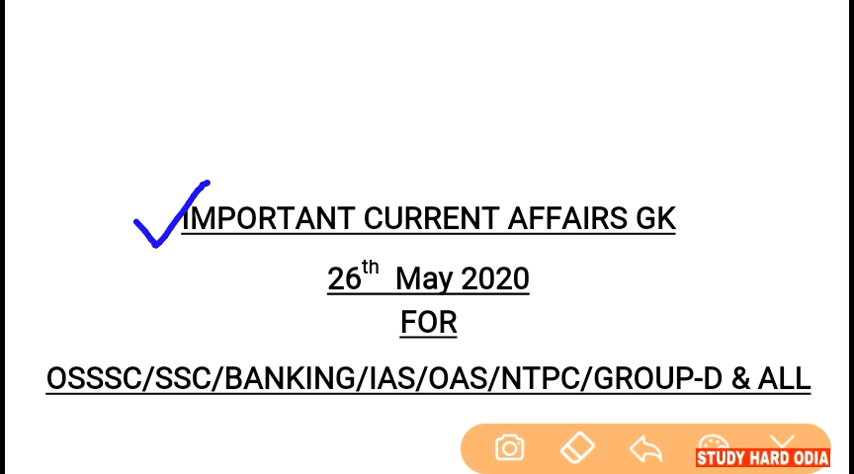 IMPORTANT CURRENT AFFAIRS GK
26th May 2020
FOR
OSSSC/SSC/BANKING/IAS/OAS/NTPC/GROUP-D & ALL
STUDY HARD ODIA